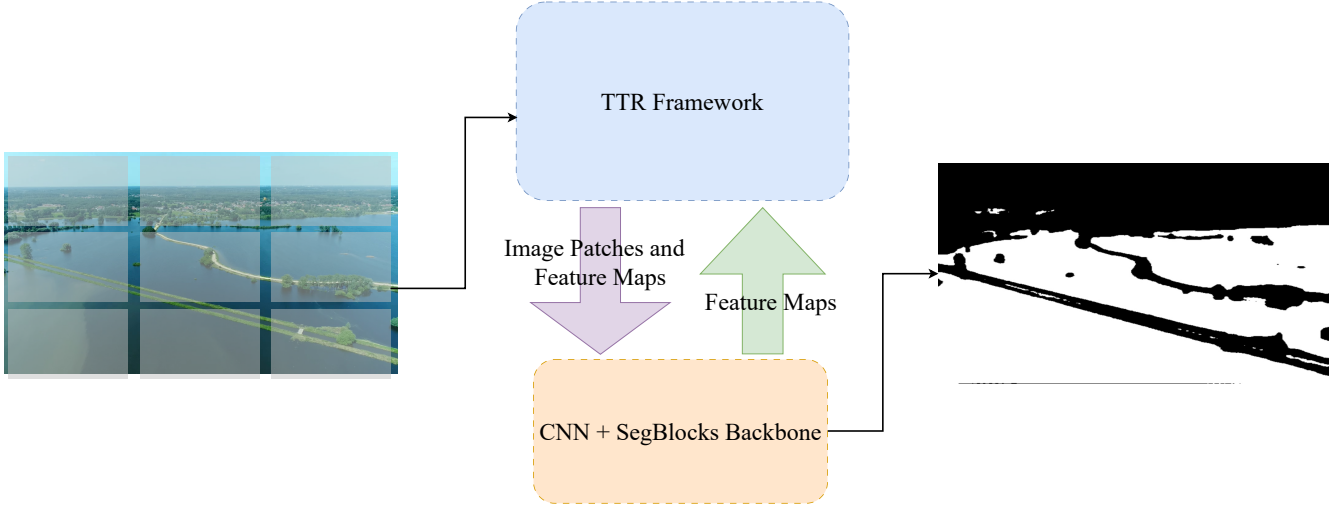 TTR Framework
Image Patches and
Feature Maps
Feature Maps
CNN + SegBlocks Backbone